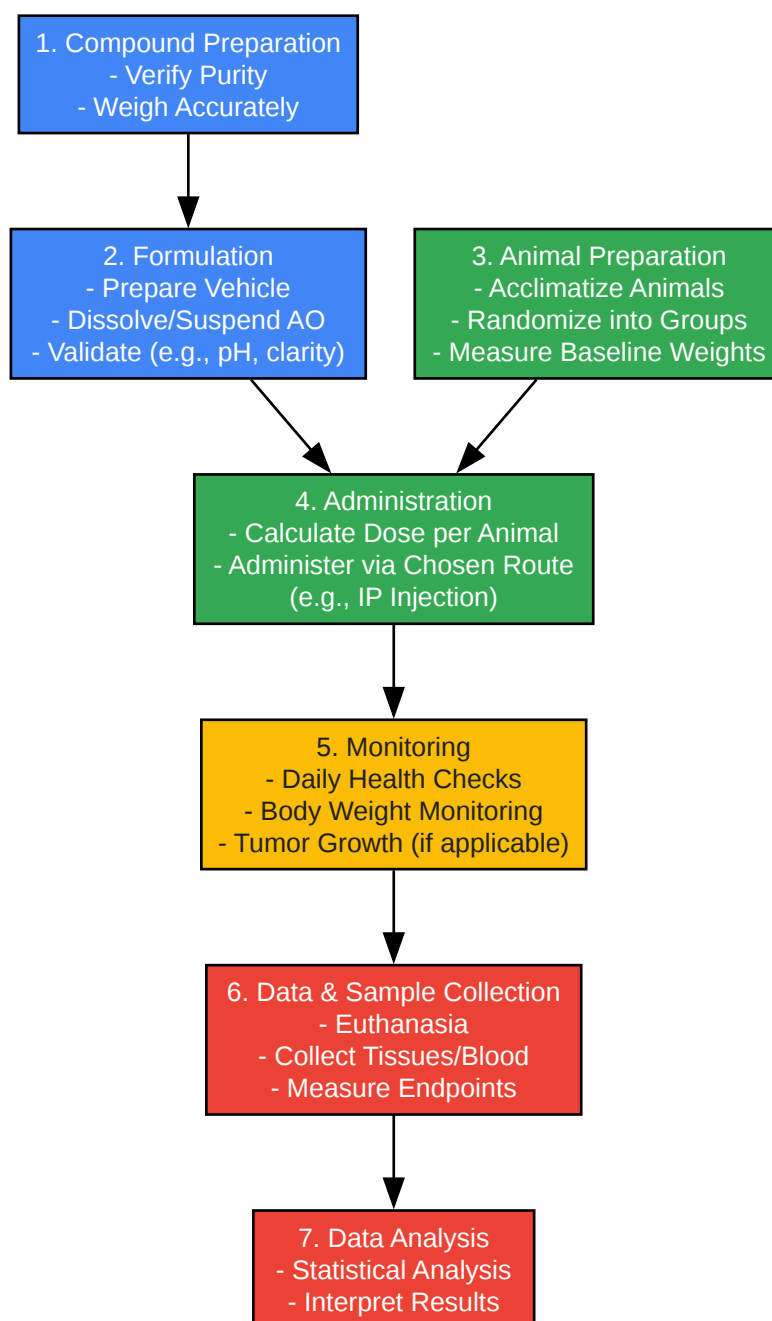 1. Compound Preparation
- Verify Purity
- Weigh Accurately
2. Formulation
- Prepare Vehicle
- Dissolve/Suspend AO
- Validate (e.g., pH, clarity)
3. Animal Preparation
- Acclimatize Animals
- Randomize into Groups
- Measure Baseline Weights
4. Administration
- Calculate Dose per Animal
- Administer via Chosen Route
(e.g., IP Injection)
5. Monitoring
- Daily Health Checks
- Body Weight Monitoring
- Tumor Growth (if applicable)
6. Data & Sample Collection
- Euthanasia
- Collect Tissues/Blood
- Measure Endpoints
7. Data Analysis
- Statistical Analysis
- Interpret Results